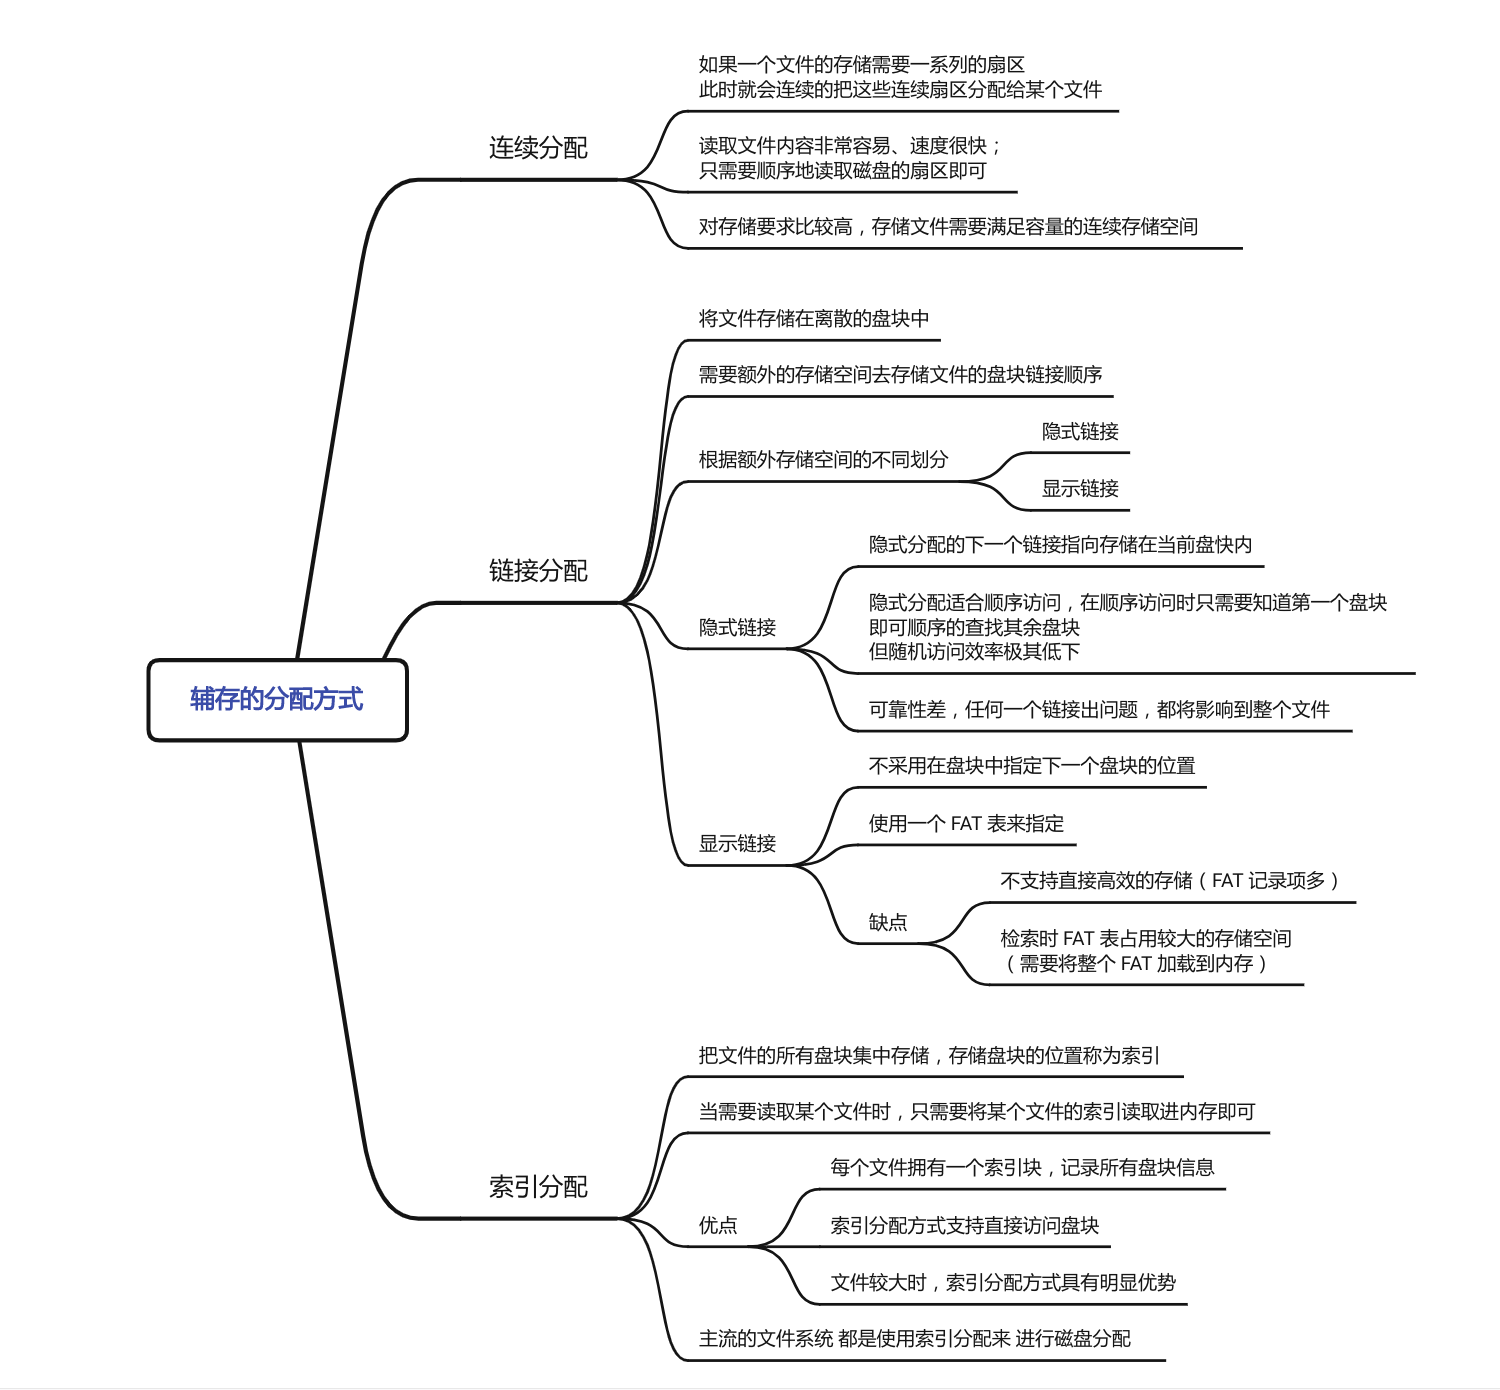 辅存的分配方式
连续分配
如果一个文件的存储需要一系列的扇区
此时就会连续的把这些连续扇区分配给某个文件
读取文件内容非常容易、速度很快；
只需要顺序地读取磁盘的扇区即可
对存储要求比较高，存储文件需要满足容量的连续存储空间
链接分配
将文件存储在离散的盘块中
需要额外的存储空间去存储文件的盘块链接顺序
根据额外存储空间的不同划分
隐式链接
显示链接
隐式链接
隐式分配的下一个链接指向存储在当前盘快内
隐式分配适合顺序访问，在顺序访问时只需要知道第一个盘块
即可顺序的查找其余盘块
但随机访问效率极其低下
可靠性差，任何一个链接出问题，都将影响到整个文件
显示链接
不采用在盘块中指定下一个盘块的位置
使用一个 FAT 表来指定
缺点
不支持直接高效的存储（FAT 记录项多）
检索时 FAT 表占用较大的存储空间
（需要将整个 FAT 加载到内存）
索引分配
把文件的所有盘块集中存储，存储盘块的位置称为索引
当需要读取某个文件时，只需要将某个文件的索引读取进内存即可
优点
每个文件拥有一个索引块，记录所有盘块信息
索引分配方式支持直接访问盘块
文件较大时，索引分配方式具有明显优势
主流的文件系统 都是使用索引分配来 进行磁盘分配